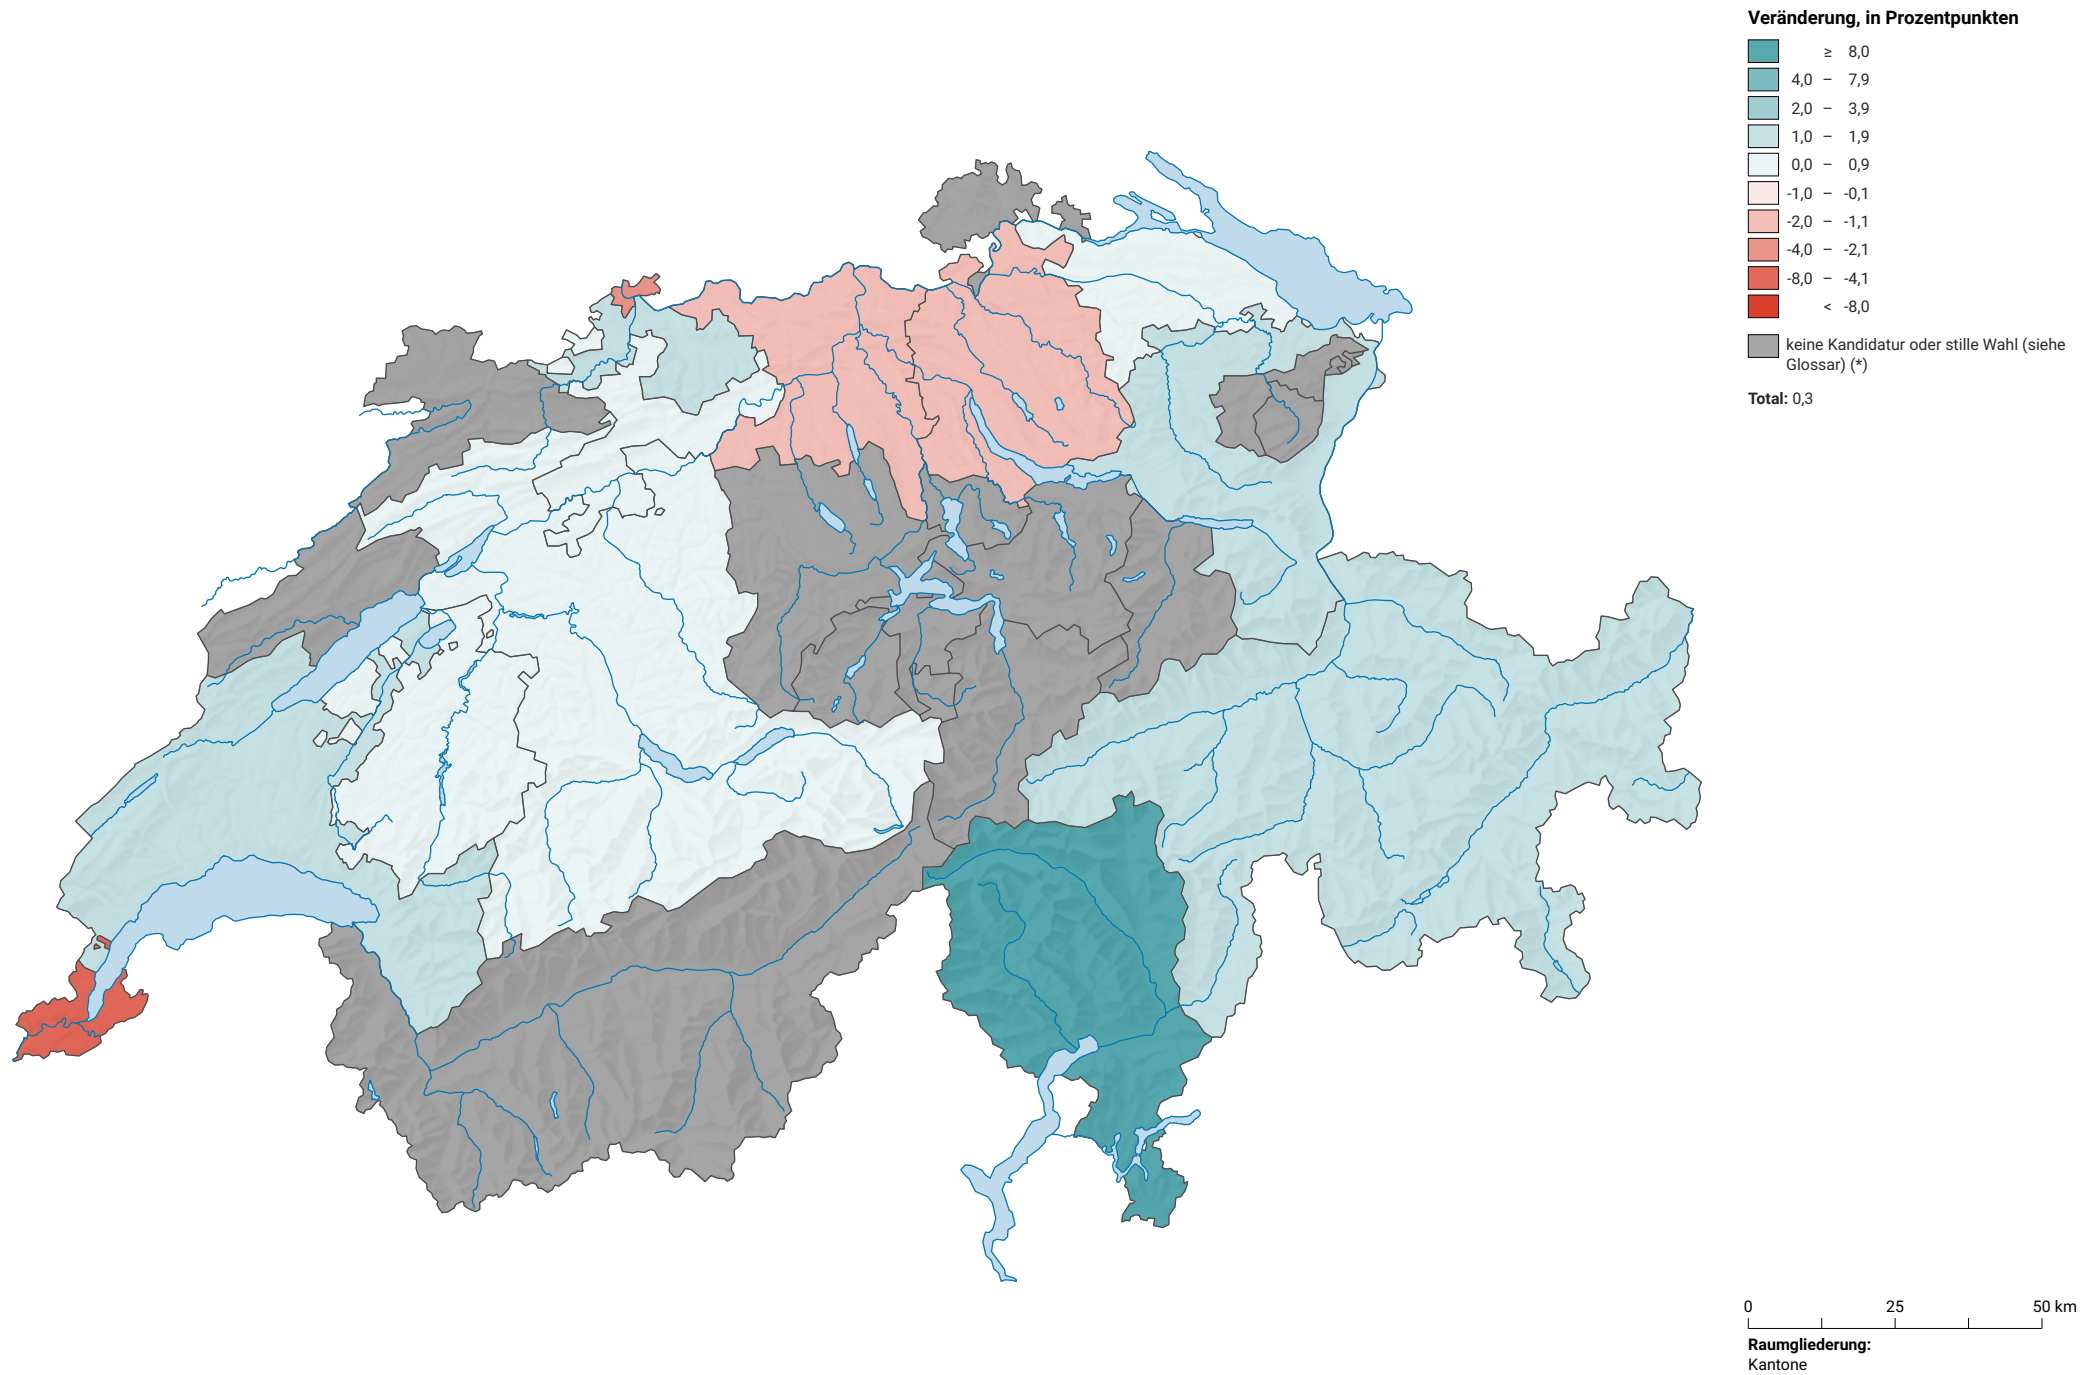 Veränderung, in Prozentpunkten
≥ 8,0
4,0 – 7,9
2,0 – 3,9
1,0 – 1,9
0,0 – 0,9
-1,0 – -0,1
-2,0 – -1,1
-4,0 – -2,1
-8,0 – -4,1
< -8,0
keine Kandidatur oder stille Wahl (siehe
Glossar) (*)
Total: 0,3
0 25 50 km
Raumgliederung:
Kantone